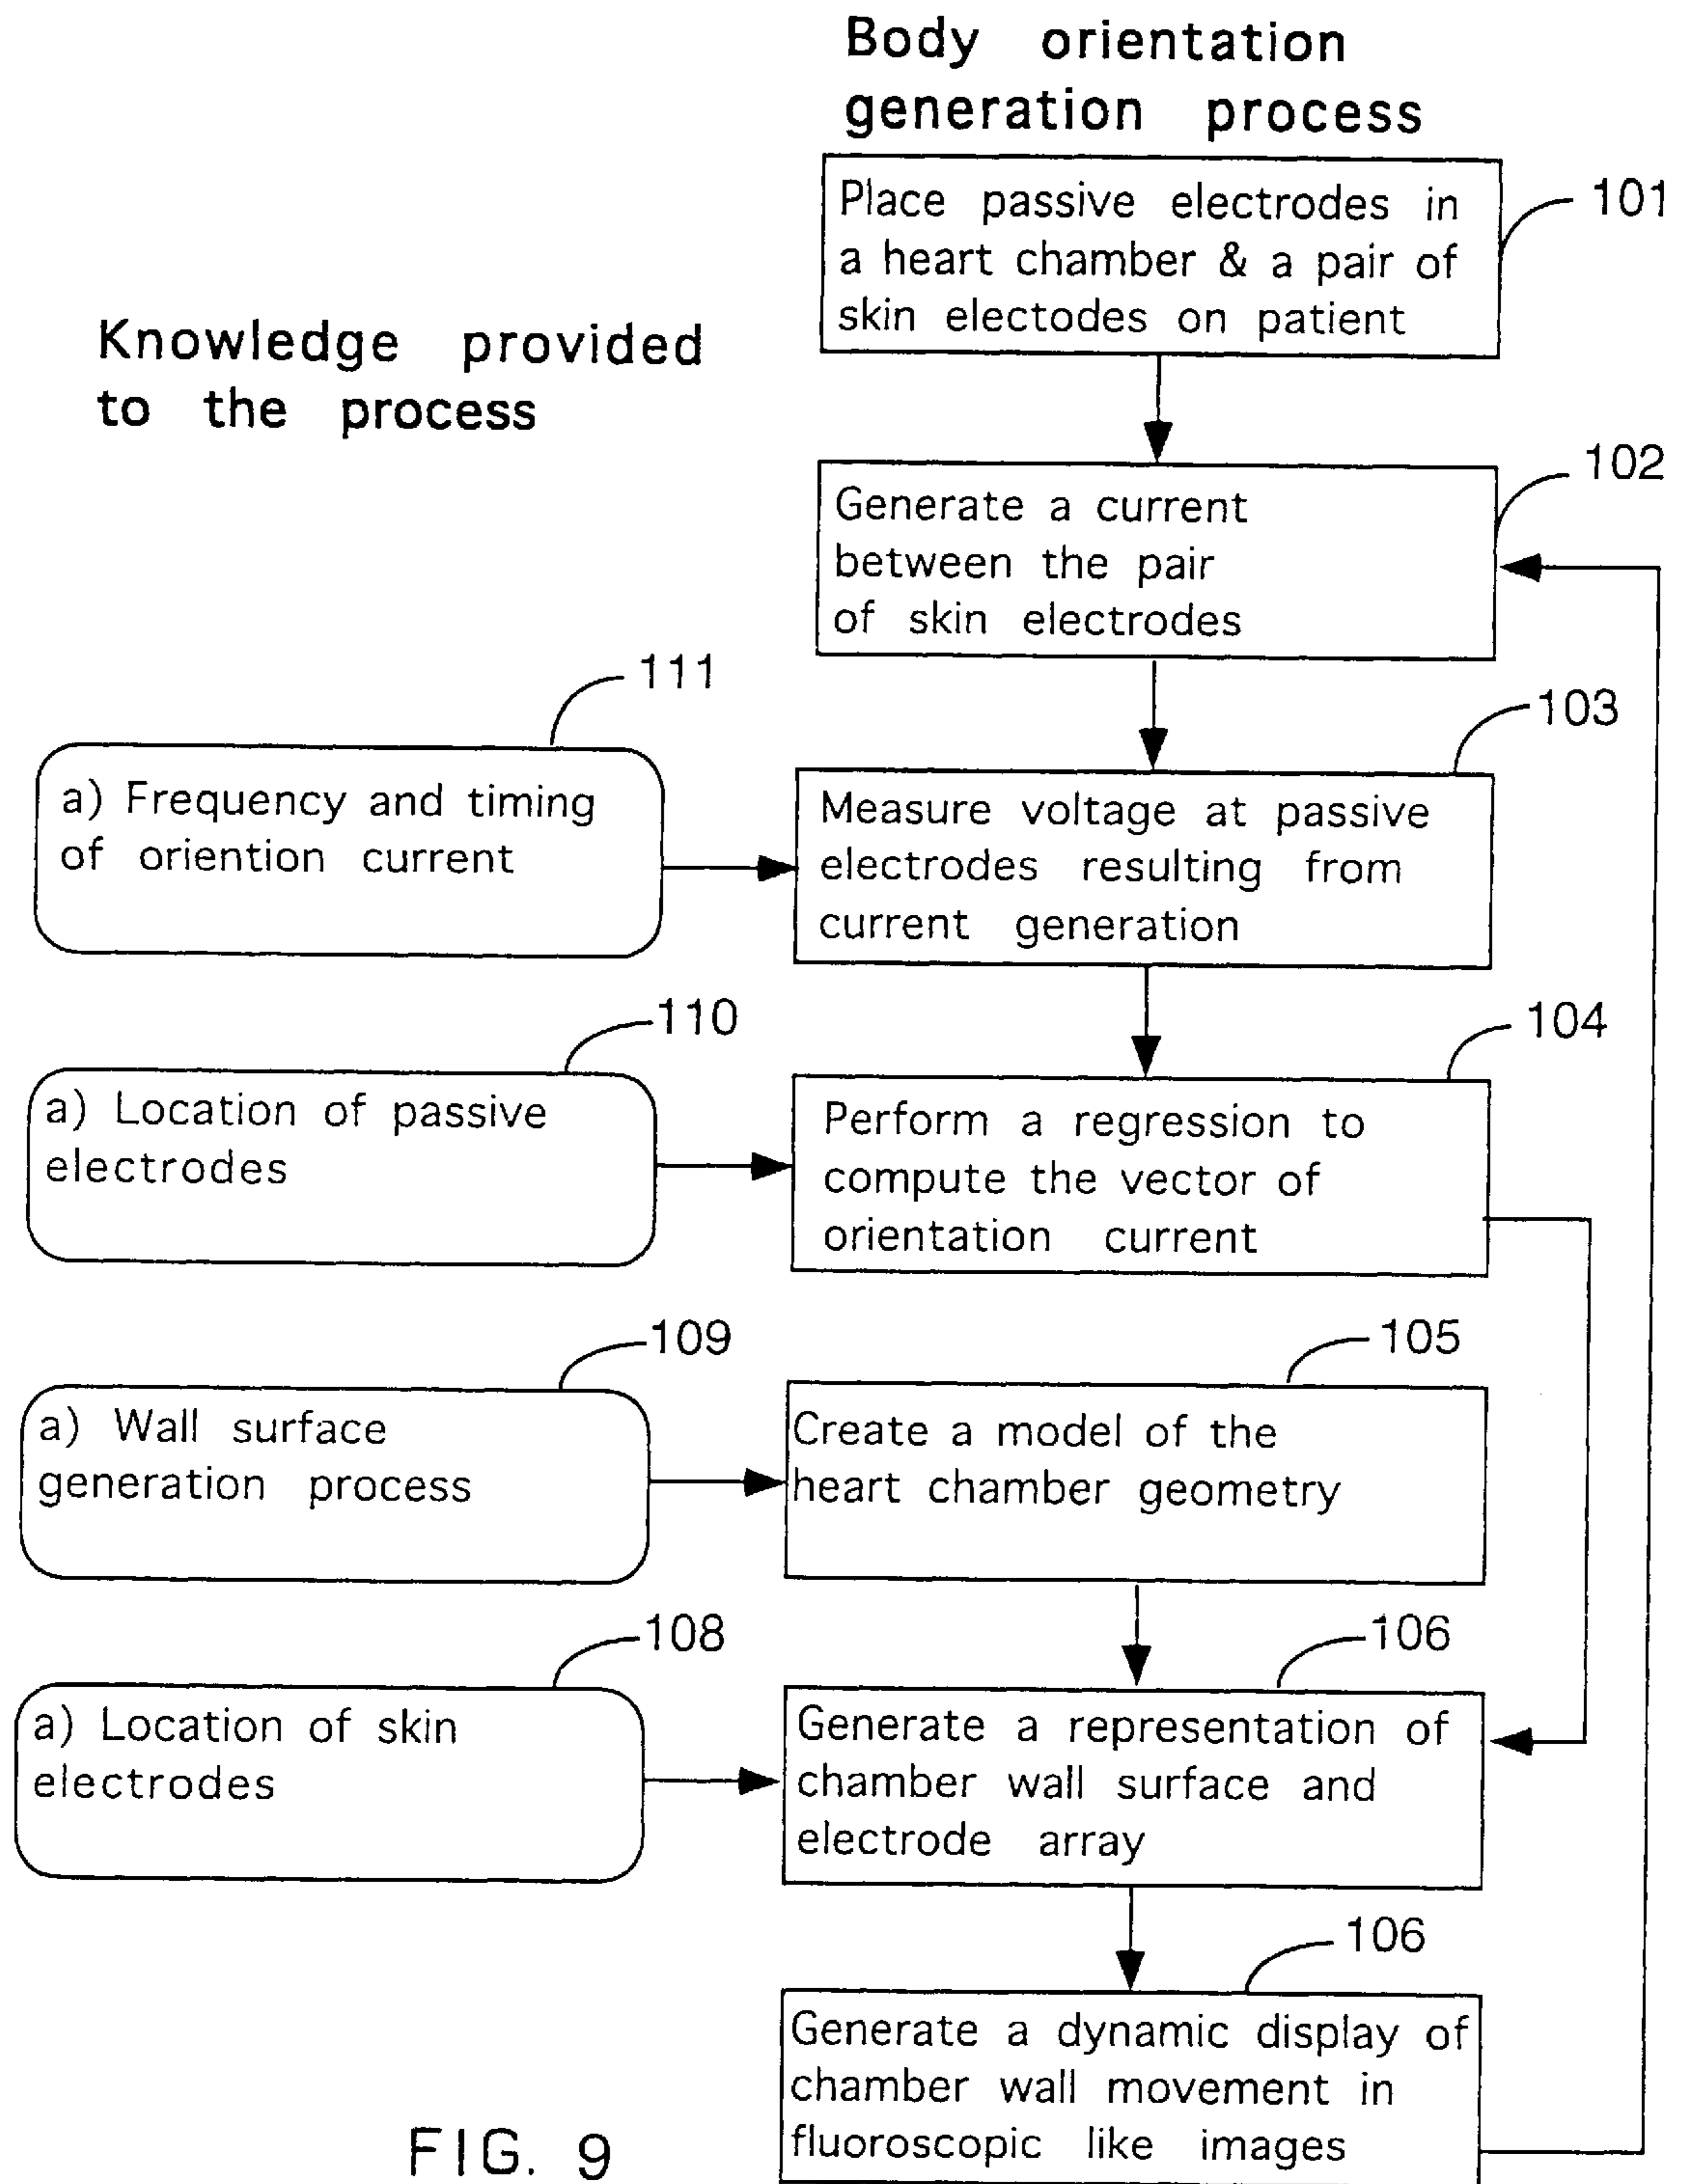 Body orientation
generation process
Place passive electrodes in
a heart chamber & a pair of
skin electodes on patient
101
Knowledge provided
to the process
Generate a current
between the pair
of skin electrodes
102
111
a) Frequency and timing
of oriention current
103
Measure voltage at passive
electrodes resulting from
current generation
110
a) Location of passive
electrodes
104
Perform a regression to
compute the vector of
orientation current
109
a) Wall surface
generation process
105
Create a model of the
heart chamber geometry
108
a) Location of skin
electrodes
106
Generate a representation of
chamber wall surface and
electrode array
106
Generate a dynamic display of
chamber wall movement in
fluoroscopic like images
FIG. 9